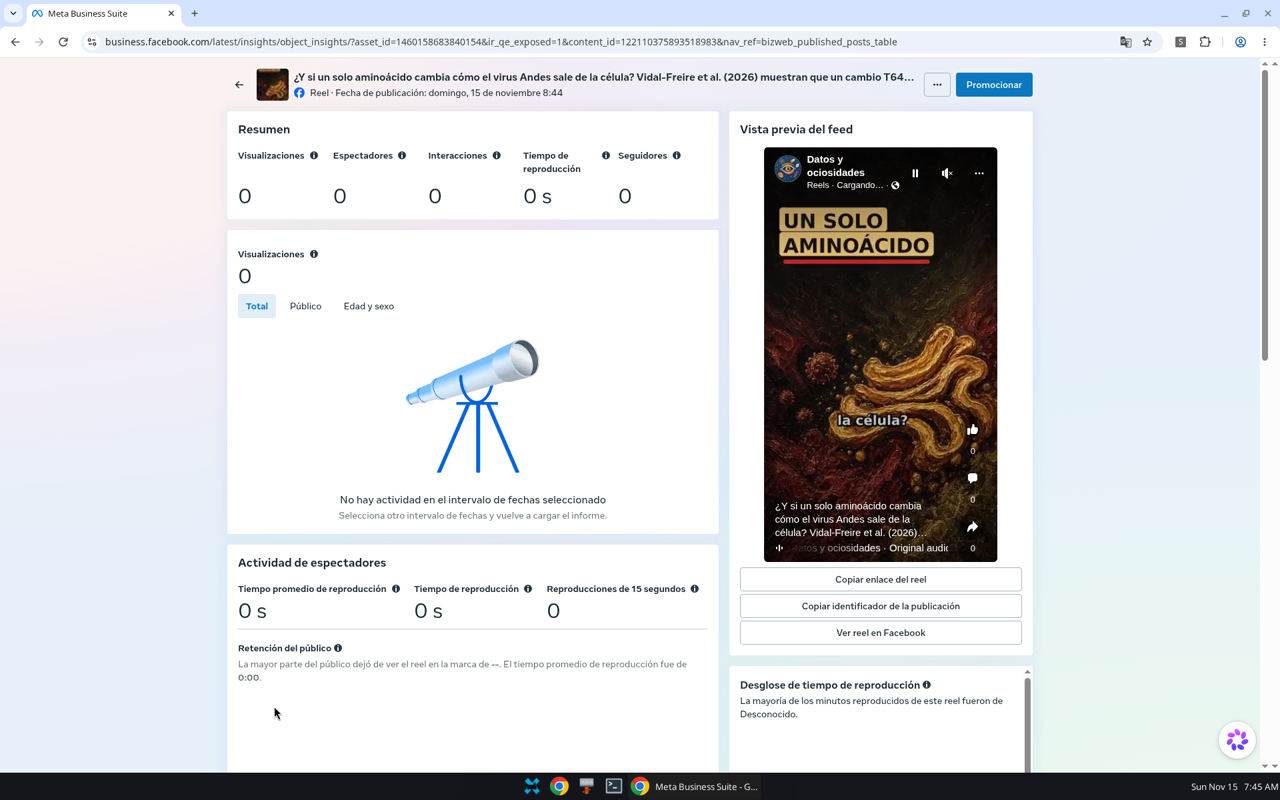 Meta Business Suite
business.facebook.com/latest/insights/object_insights/?asset_id=1460158683840154&ir_qe_exposed=1&content_id=122110375893518983&nav_ref=bizweb_published_posts_table
¿Y si un solo aminoácido cambia cómo el virus Andes sale de la célula? Vidal-Freire et al. (2026) muestran que un cambio T64...
Reel · Fecha de publicación: domingo, 15 de noviembre 8:44
Promocionar
Resumen
Visualizaciones
Espectadores
Interacciones
Tiempo de
reproducción
Seguidores
0
0
0
0 s
0
Visualizaciones
0
Total
Público
Edad y sexo
No hay actividad en el intervalo de fechas seleccionado
Selecciona otro intervalo de fechas y vuelve a cargar el informe.
Actividad de espectadores
Tiempo promedio de reproducción
Tiempo de reproducción
Reproducciones de 15 segundos
0 s
0 s
0
Retención del público
La mayor parte del público dejó de ver el reel en la marca de --. El tiempo promedio de reproducción fue de
0:00.
Vista previa del feed
Datos y
ociosidades
Reels · Cargando... ·
UN SOLO
AMINOÁCIDO
la célula?
0
0
¿Y si un solo aminoácido cambia
cómo el virus Andes sale de la
célula? Vidal-Freire et al. (2026)...
y ociosidades · Original audio
0
Copiar enlace del reel
Copiar identificador de la publicación
Ver reel en Facebook
Desglose de tiempo de reproducción
La mayoría de los minutos reproducidos de este reel fueron de
Desconocido.
S
Meta Business Suite - G...
Sun Nov 15 7:45 AM